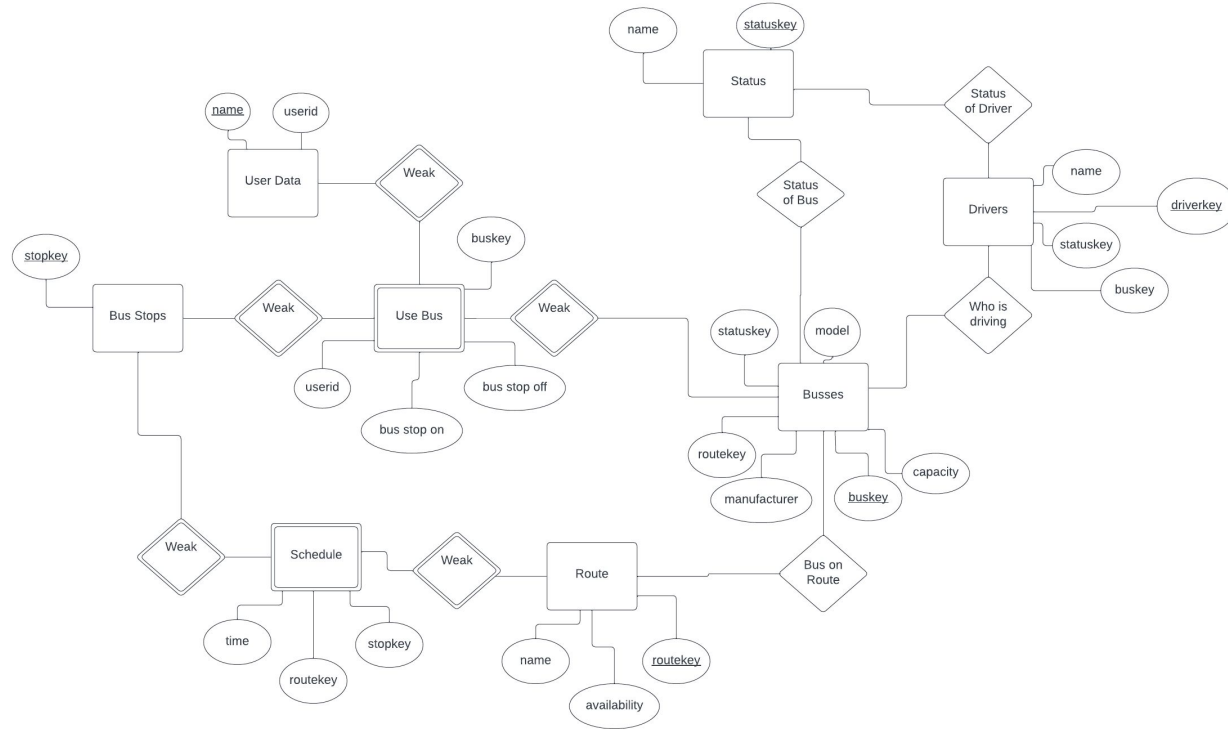 statuskey
name
Status
Status
of Driver
name
userid
User Data
Weak
Status
of Bus
name
Drivers
driverkey
statuskey
buskey
buskey
stopkey
Bus Stops
Weak
Use Bus
Weak
Who is
driving
userid
bus stop off
bus stop on
statuskey
model
Busses
routekey
manufacturer
buskey
capacity
Weak
Schedule
Weak
Route
Bus on
Route
time
routekey
stopkey
name
availability
routekey